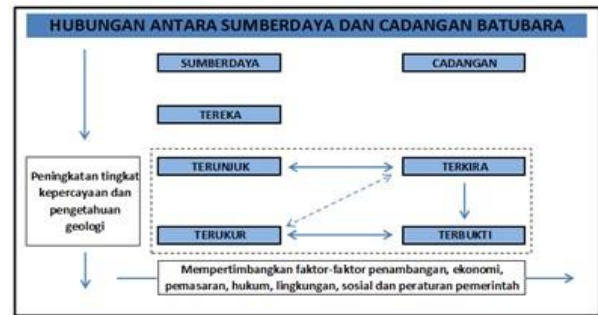 HUBUNGAN ANTARA SUMBERDAYA DAN CADANGAN BATUBARA
SUMBERDAYA
CADANGAN
TEREKA
Peningkatan tingkat
kepercayaan dan
pengetahuan
geologi
TERUNJUK
TERKIRA
TERUKUR
TERBUKTI
Mempertimbangkan faktor-faktor penambangan, ekonomi,
pemasaran, hukum, lingkungan, sosial dan peraturan pemerintah